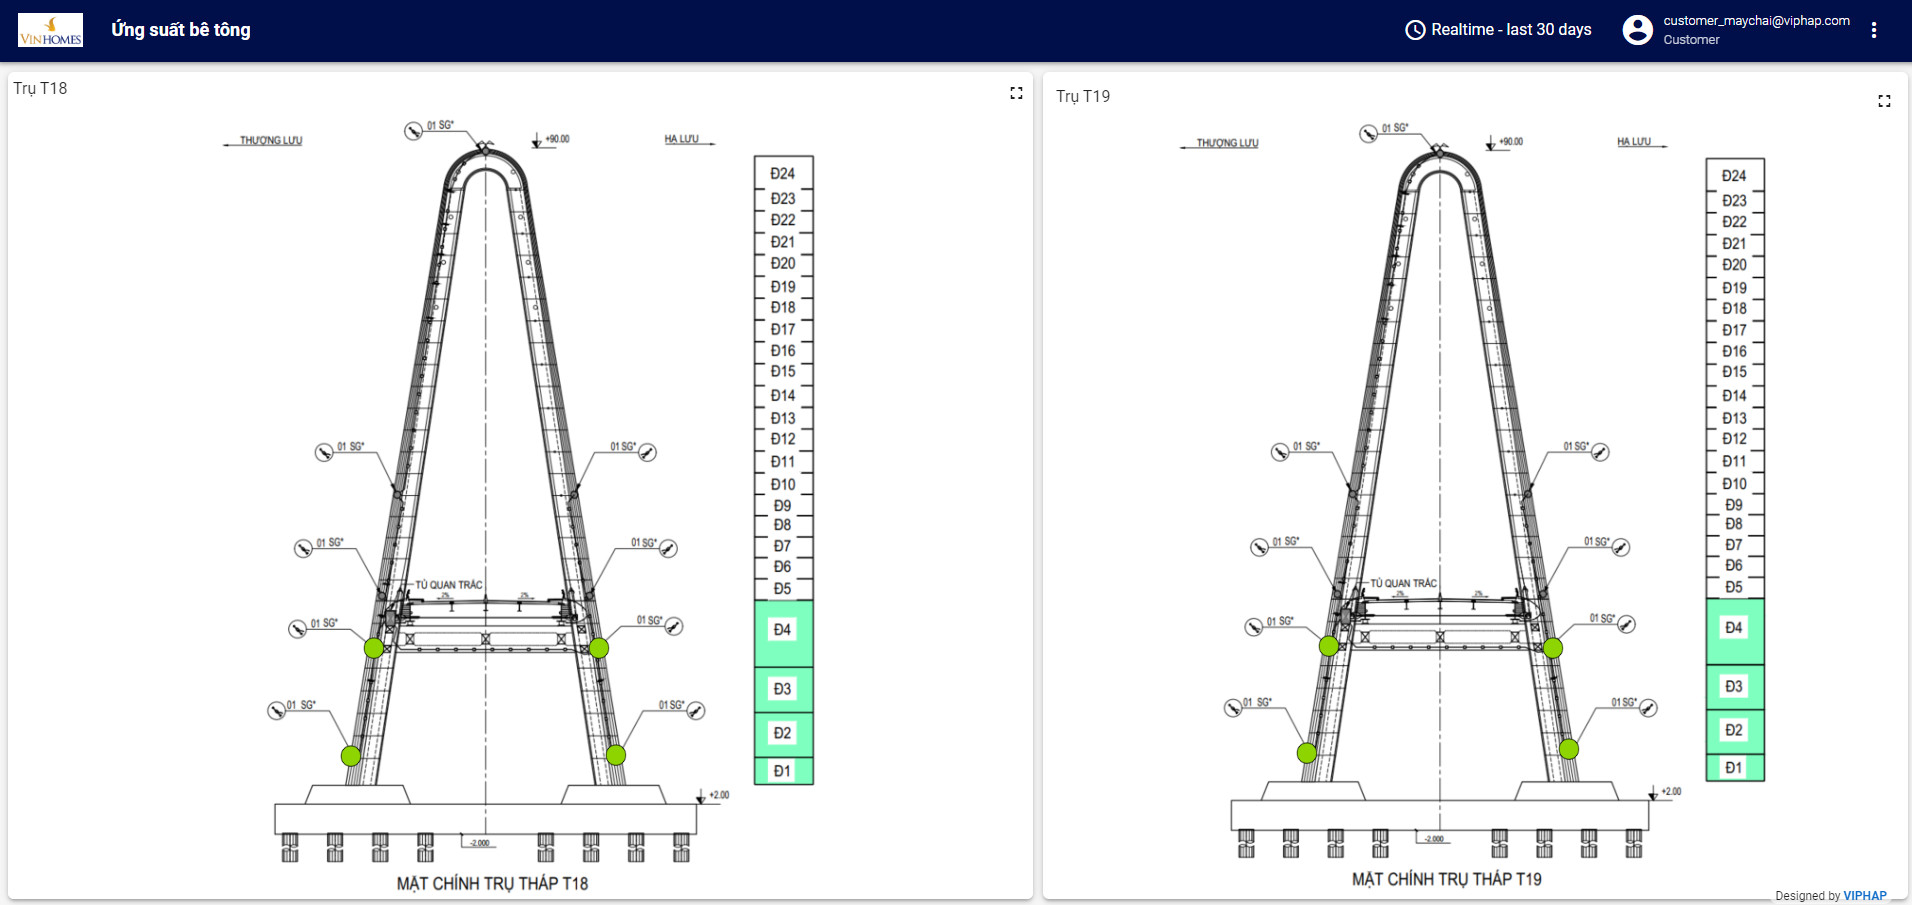 VINHOMES
Ứng suất bê tông
Realtime - last 30 days
customer_maychai@viphap.com
Customer
Trụ T18
THƯỢNG LƯU
01 SG*
+90.00
HẠ LƯU
Đ24
Đ23
Đ22
Đ21
Đ20
Đ19
Đ18
Đ17
Đ16
Đ15
Đ14
Đ13
Đ12
Đ11
Đ10
Đ9
Đ8
Đ7
Đ6
Đ5
Đ4
Đ3
Đ2
Đ1
01 SG*
01 SG*
01 SG*
01 SG*
TỦ QUAN TRẮC
2%
2%
01 SG*
01 SG*
01 SG*
01 SG*
+2.00
-2.000
MẶT CHÍNH TRỤ THÁP T18
Trụ T19
THƯỢNG LƯU
01 SG*
+90.00
HẠ LƯU
Đ24
Đ23
Đ22
Đ21
Đ20
Đ19
Đ18
Đ17
Đ16
Đ15
Đ14
Đ13
Đ12
Đ11
Đ10
Đ9
Đ8
Đ7
Đ6
Đ5
Đ4
Đ3
Đ2
Đ1
01 SG*
01 SG*
01 SG*
01 SG*
TỦ QUAN TRẮC
2%
2%
01 SG*
01 SG*
01 SG*
01 SG*
+2.00
-2.000
MẶT CHÍNH TRỤ THÁP T19
Designed by VIPHAP